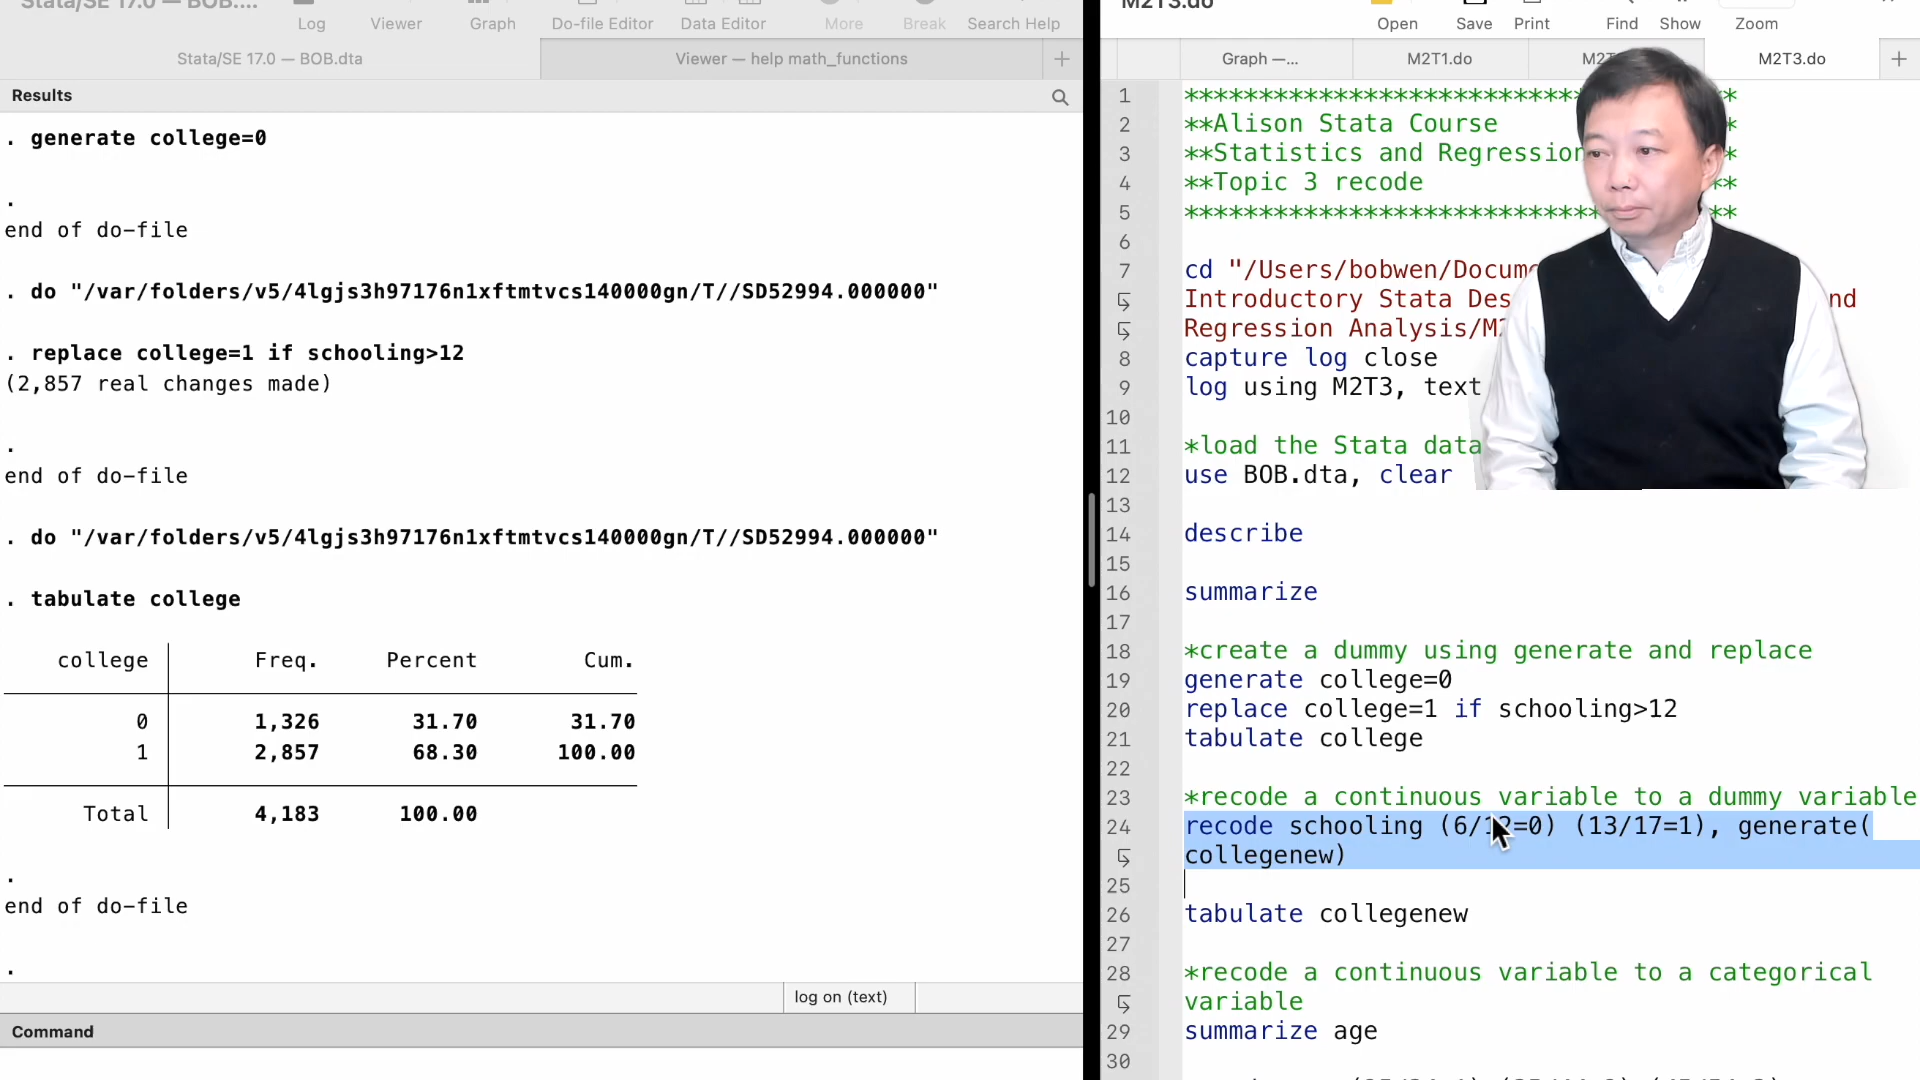 Stata/SE 17.0 — BOB....
Log
Viewer
Graph
Do-file Editor
Data Editor
More
Break
Search Help
Stata/SE 17.0 — BOB.dta
Viewer — help math_functions
Results
. generate college=0
.
end of do-file
. do "/var/folders/v5/4lgjs3h97176n1xftmtvcs140000gn/T//SD52994.000000"
. replace college=1 if schooling>12
(2,857 real changes made)
.
end of do-file
. do "/var/folders/v5/4lgjs3h97176n1xftmtvcs140000gn/T//SD52994.000000"
. tabulate college
college Freq. Percent Cum.
0 1,326 31.70 31.70
1 2,857 68.30 100.00
Total 4,183 100.00
.
end of do-file
.
log on (text)
Command
M2T3.do
Open
Save
Print
Find
Show
Zoom
Graph —...
M2T1.do
M2T3.do
1 ************************** *
2 **Alison Stata Course *
3 **Statistics and Regression *
4 **Topic 3 recode **
5 **************************** **
6
7 cd "/Users/bobwen/
Introductory Stata nd
Regression Analysis/
8 capture log close
9 log using M2T3, text
10
11 *load the Stata data
12 use BOB.dta, clear
13
14 describe
15
16 summarize
17
18 *create a dummy using generate and replace
19 generate college=0
20 replace college=1 if schooling>12
21 tabulate college
22
23 *recode a continuous variable to a dummy variable
24 recode schooling (6/12=0) (13/17=1), generate(
collegenew)
25
26 tabulate collegenew
27
28 *recode a continuous variable to a categorical
variable
29 summarize age
30